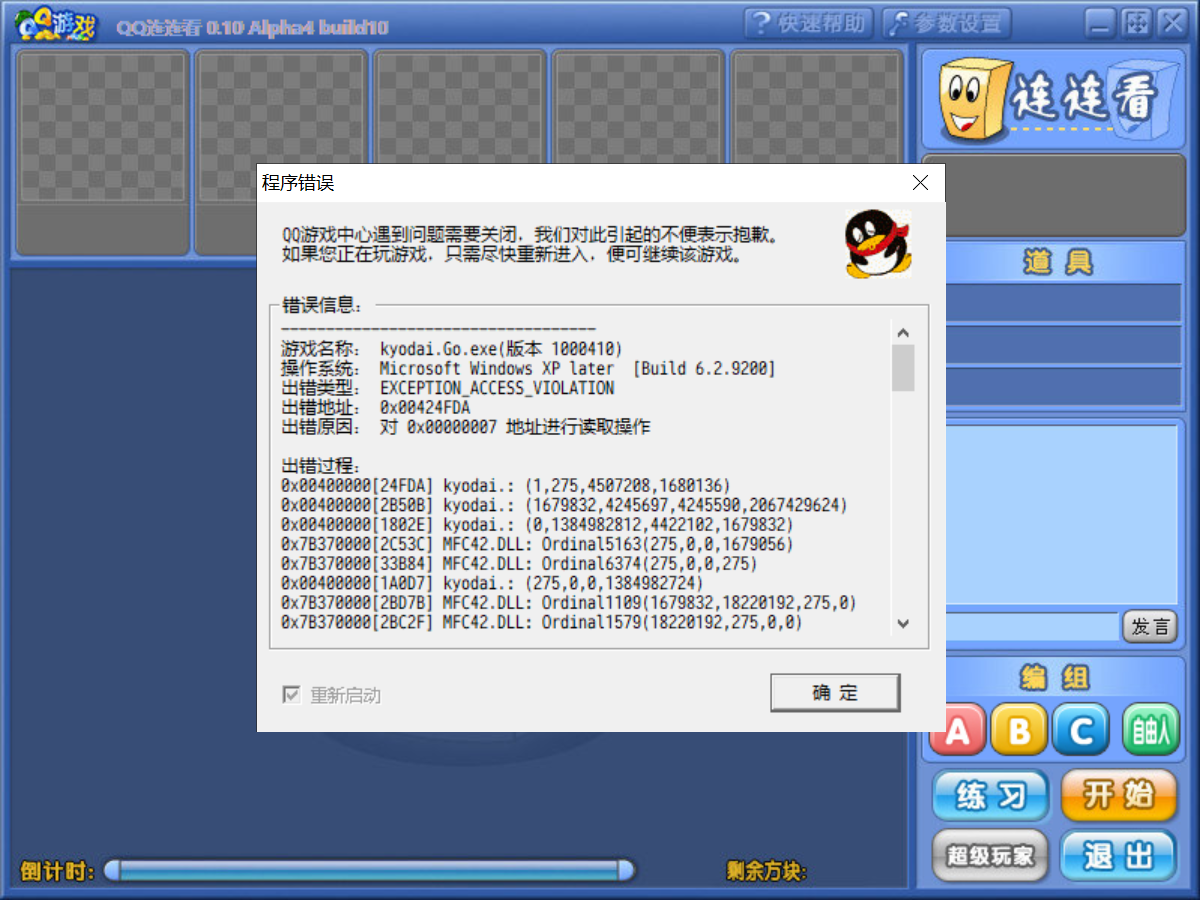 QQ游戏
QQ连连看 0.10 Alpha4 build10
快速帮助
参数设置
连连看
程序错误
QQ游戏中心遇到问题需要关闭，我们对此引起的不便表示抱歉。
如果您正在玩游戏，只需尽快重新进入，便可继续该游戏。
道具
错误信息：
-----------------------------------
游戏名称： kyodai.Go.exe(版本 1000410)
操作系统： Microsoft Windows XP later [Build 6.2.9200]
出错类型： EXCEPTION_ACCESS_VIOLATION
出错地址： 0x00424FDA
出错原因： 对 0x00000007 地址进行读取操作
出错过程：
0x00400000[24FDA] kyodai.: (1,275,4507208,1680136)
0x00400000[2B50B] kyodai.: (1679832,4245697,4245590,2067429624)
0x00400000[1802E] kyodai.: (0,1384982812,4422102,1679832)
0x7B370000[2C53C] MFC42.DLL: Ordinal5163(275,0,0,1679056)
0x7B370000[33B84] MFC42.DLL: Ordinal6374(275,0,0,275)
0x00400000[1A0D7] kyodai.: (275,0,0,1384982724)
0x7B370000[2BD7B] MFC42.DLL: Ordinal1109(1679832,18220192,275,0)
0x7B370000[2BC2F] MFC42.DLL: Ordinal1579(18220192,275,0,0)
发言
重新启动
确定
编组
A B C 自由人
练习
开始
超级玩家
退出
倒计时:
剩余方块: